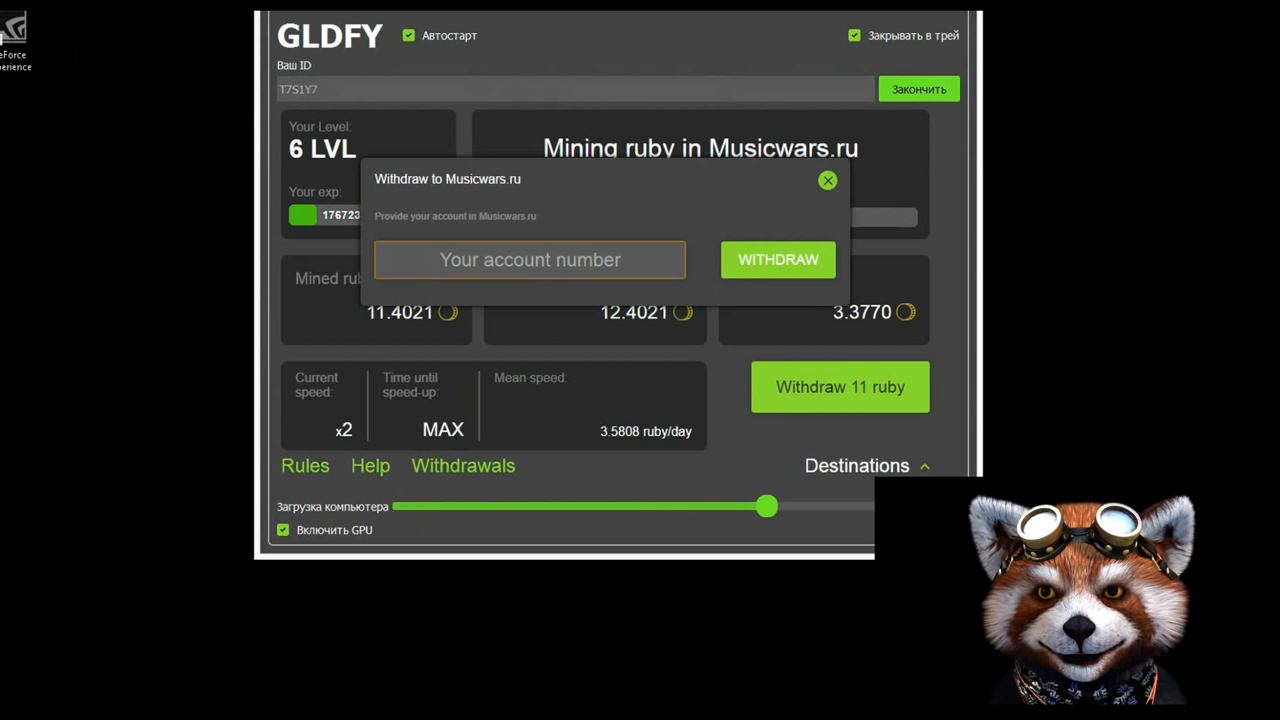 GLDFY
Автостарт
Закрывать в трей
eForce
perience
Ваш ID
T7S1Y7
Закончить
Your Level:
6 LVL
Mining ruby in Musicwars.ru
Your exp:
176723
Withdraw to Musicwars.ru
Provide your account in Musicwars.ru
Your account number
WITHDRAW
Mined rub
11.4021
12.4021
3.3770
Current
speed:
x2
Time until
speed-up:
MAX
Mean speed:
3.5808 ruby/day
Withdraw 11 ruby
Rules
Help
Withdrawals
Destinations
Загрузка компьютера
Включить GPU